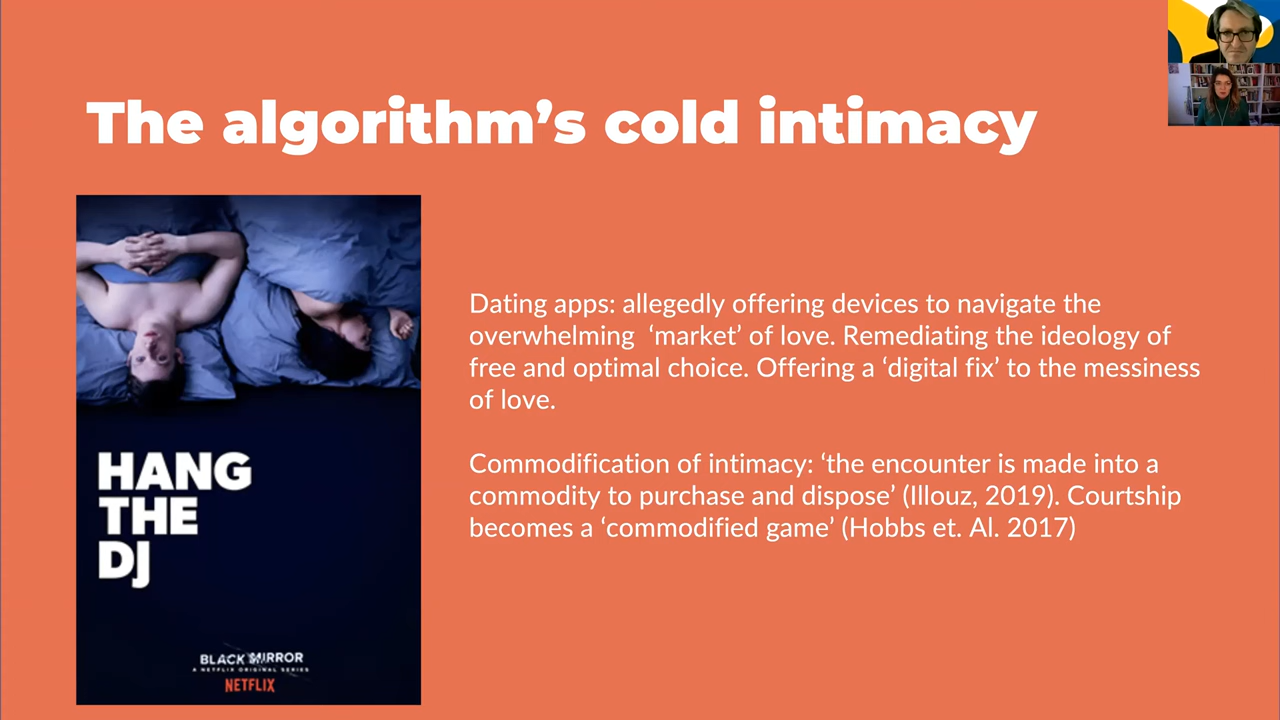 The algorithm’s cold intimacy
Dating apps: allegedly offering devices to navigate the
overwhelming ‘market’ of love. Remediating the ideology of
free and optimal choice. Offering a ‘digital fix’ to the messiness
of love.
Commodification of intimacy: ‘the encounter is made into a
commodity to purchase and dispose’ (Illouz, 2019). Courtship
becomes a ‘commodified game’ (Hobbs et. Al. 2017)
HANG
THE
DJ
BLACK MIRROR
A NETFLIX ORIGINAL SERIES
NETFLIX